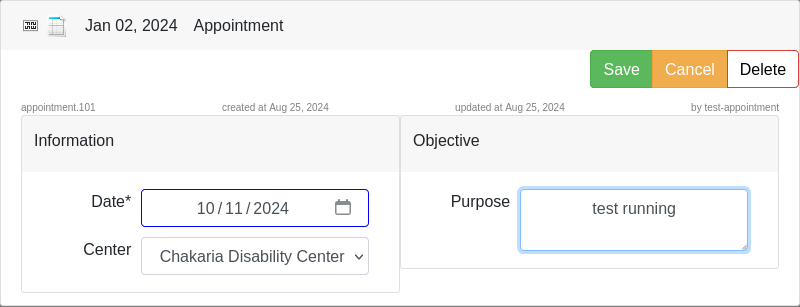 Jan 02, 2024 Appointment
Save Cancel Delete
appointment.101 created at Aug 25, 2024 updated at Aug 25, 2024 by test-appointment
Information
Objective
Date* 10/11/2024
Purpose test running
Center Chakaria Disability Center